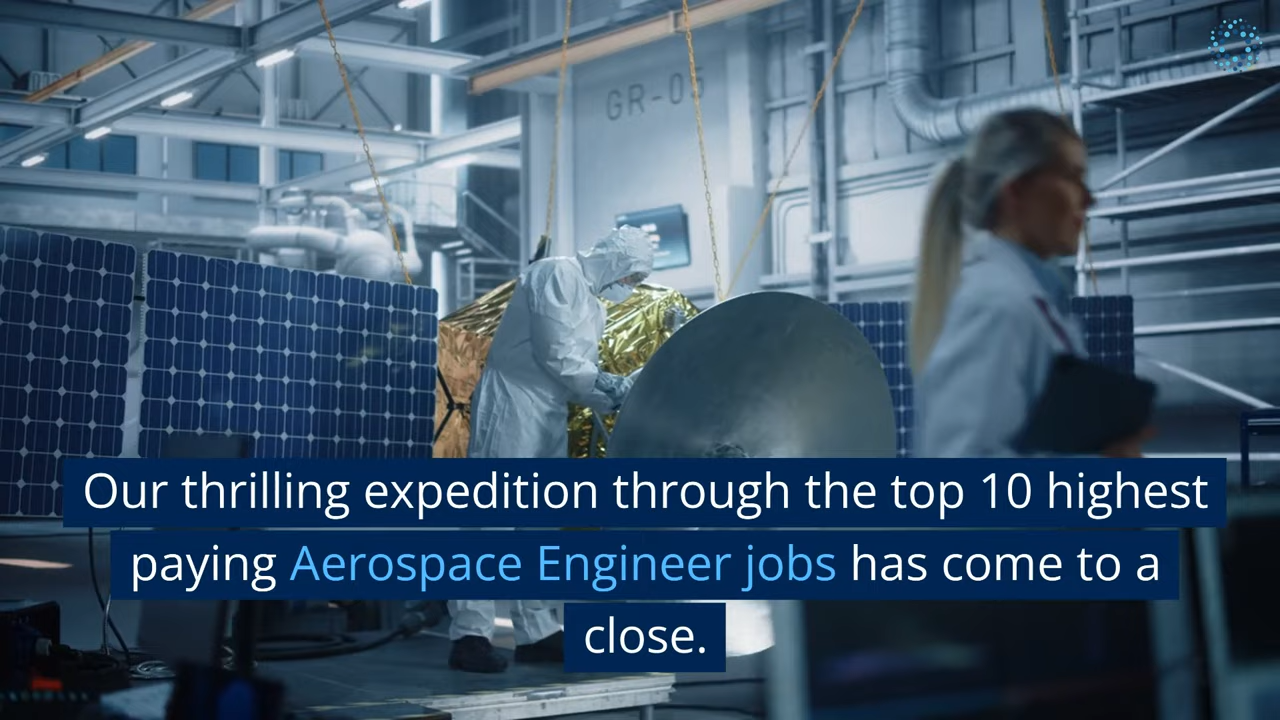 GR-05
Our thrilling expedition through the top 10 highest
paying Aerospace Engineer jobs has come to a
close.